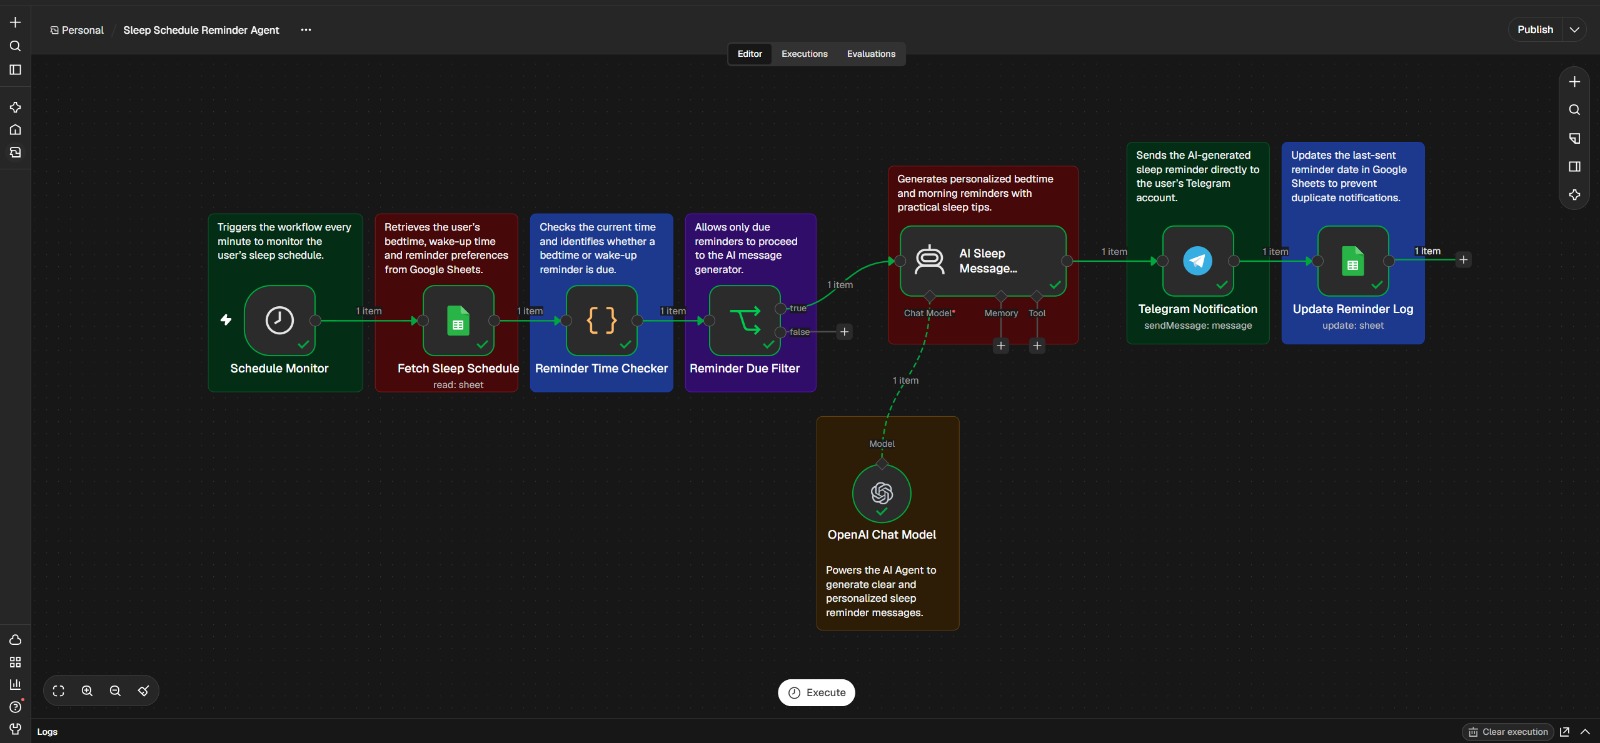 Personal / Sleep Schedule Reminder Agent ...
Publish
Editor Executions Evaluations
Triggers the workflow every
minute to monitor the
user's sleep schedule.
1 item
Schedule Monitor
Retrieves the user's
bedtime, wake-up time
and reminder preferences
from Google Sheets.
1 item
Fetch Sleep Schedule
read: sheet
Checks the current time
and identifies whether a
bedtime or wake-up
reminder is due.
1 item
Reminder Time Checker
Allows only due
reminders to proceed
to the AI message
generator.
true
false
Reminder Due Filter
1 item
Generates personalized bedtime
and morning reminders with
practical sleep tips.
AI Sleep
Message...
Chat Model* Memory Tool
1 item
1 item
Model
OpenAI Chat Model
Powers the AI Agent to
generate clear and
personalized sleep
reminder messages.
Sends the AI-generated
sleep reminder directly to
the user's Telegram
account.
1 item
Telegram Notification
sendMessage: message
Updates the last-sent
reminder date in Google
Sheets to prevent
duplicate notifications.
1 item
Update Reminder Log
update: sheet
Execute
Logs
Clear execution